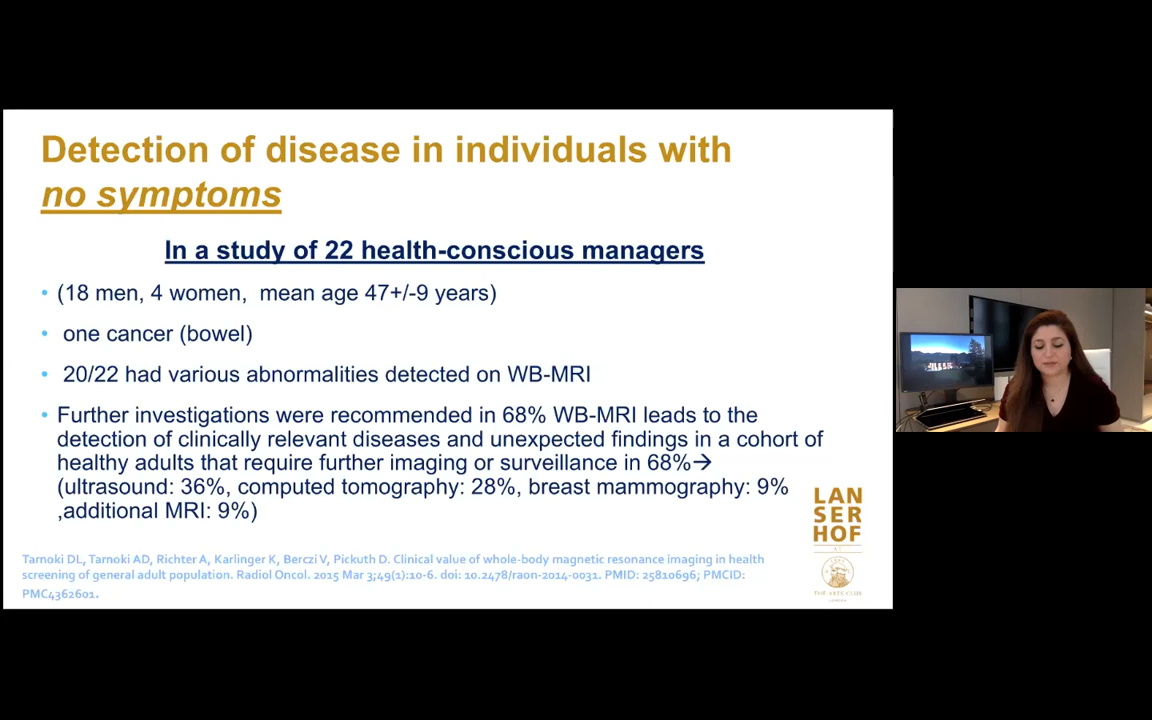 Detection of disease in individuals with
no symptoms
In a study of 22 health-conscious managers
• (18 men, 4 women, mean age 47+/-9 years)
• one cancer (bowel)
• 20/22 had various abnormalities detected on WB-MRI
• Further investigations were recommended in 68% WB-MRI leads to the
detection of clinically relevant diseases and unexpected findings in a cohort of
healthy adults that require further imaging or surveillance in 68%→
(ultrasound: 36%, computed tomography: 28%, breast mammography: 9%
,additional MRI: 9%)
Tarnoki DL, Tarnoki AD, Richter A, Karlinger K, Berczi V, Pickuth D. Clinical value of whole-body magnetic resonance imaging in health
screening of general adult population. Radiol Oncol. 2015 Mar 3;49(1):10-6. doi: 10.2478/raon-2014-0031. PMID: 25810696; PMCID:
PMC4362601.
LAN
SER
HOF
AT
THE ARTS CLUB